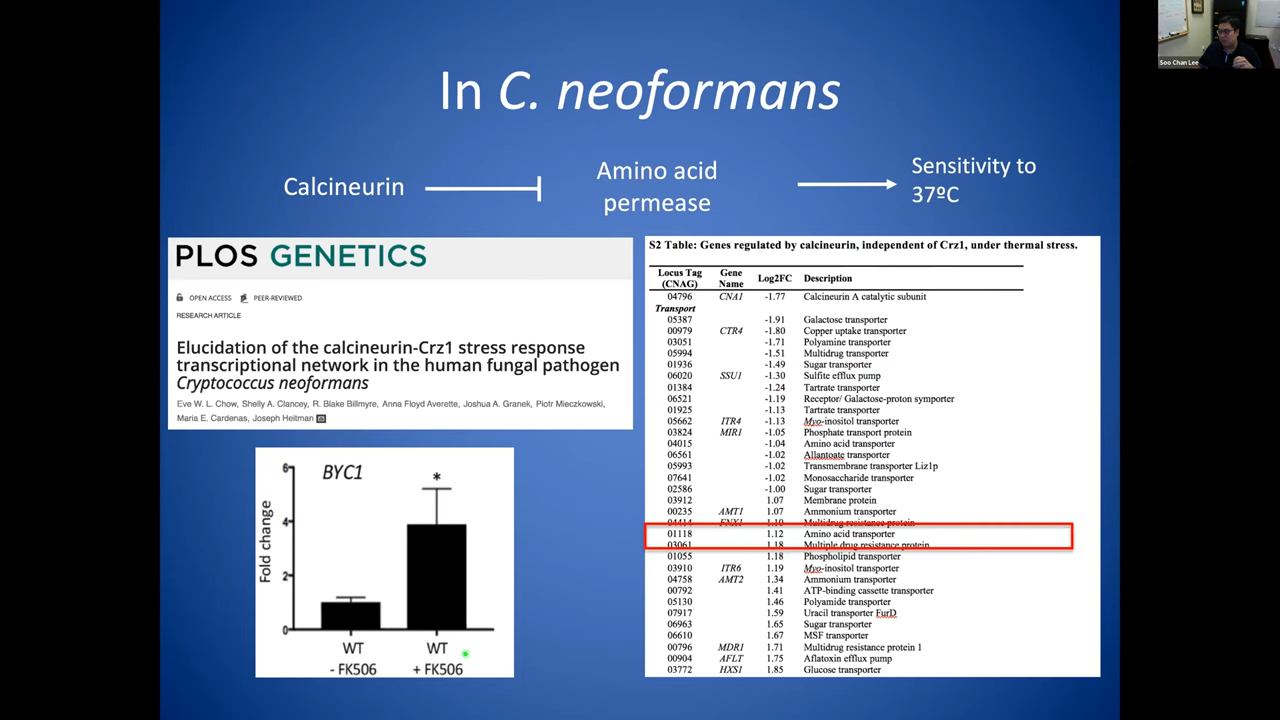 Soo Chan Lee
In C. neoformans
Calcineurin
Amino acid
permease
Sensitivity to
37ºC
PLOS GENETICS
OPEN ACCESS PEER-REVIEWED
RESEARCH ARTICLE
Elucidation of the calcineurin-Crz1 stress response
transcriptional network in the human fungal pathogen
Cryptococcus neoformans
Eve W. L. Chow, Shelly A. Clancey, R. Blake Billmyre, Anna Floyd Averette, Joshua A. Granek, Piotr Mieczkowski,
Maria E. Cardenas, Joseph Heitman
BYC1
*
Fold change
6
4
2
0
WT WT
- FK506 + FK506
S2 Table: Genes regulated by calcineurin, independent of Crz1, under thermal stress.
Locus Tag Gene Log2FC Description
(CNAG) Name
04796 CNA1 -1.77 Calcineurin A catalytic subunit
Transport
05387 -1.91 Galactose transporter
00979 CTR4 -1.80 Copper uptake transporter
03051 -1.71 Polyamine transporter
05994 -1.51 Multidrug transporter
01936 -1.49 Sugar transporter
06020 SSU1 -1.30 Sulfite efflux pump
01384 -1.24 Tartrate transporter
06521 -1.19 Receptor/ Galactose-proton symporter
01925 -1.13 Tartrate transporter
05662 ITR4 -1.13 Myo-inositol transporter
03824 MIR1 -1.05 Phosphate transport protein
04015 -1.04 Amino acid transporter
06561 -1.02 Allantoate transporter
05993 -1.02 Transmembrane transporter Liz1p
07641 -1.02 Monosaccharide transporter
02586 -1.00 Sugar transporter
03912 1.07 Membrane protein
00235 AMT1 1.07 Ammonium transporter
04414 FNX1 1.10 Multidrug resistance protein
01118 1.12 Amino acid transporter
03061 1.18 Multiple drug resistance protein
01055 1.18 Phospholipid transporter
03910 ITR6 1.19 Myo-inositol transporter
04758 AMT2 1.34 Ammonium transporter
00792 1.41 ATP-binding cassette transporter
05130 1.46 Polyamide transporter
07917 1.59 Uracil transporter FurD
06963 1.65 Sugar transporter
06610 1.67 MSF transporter
00796 MDR1 1.71 Multidrug resistance protein 1
00904 AFLT 1.75 Aflatoxin efflux pump
03772 HXS1 1.85 Glucose transporter